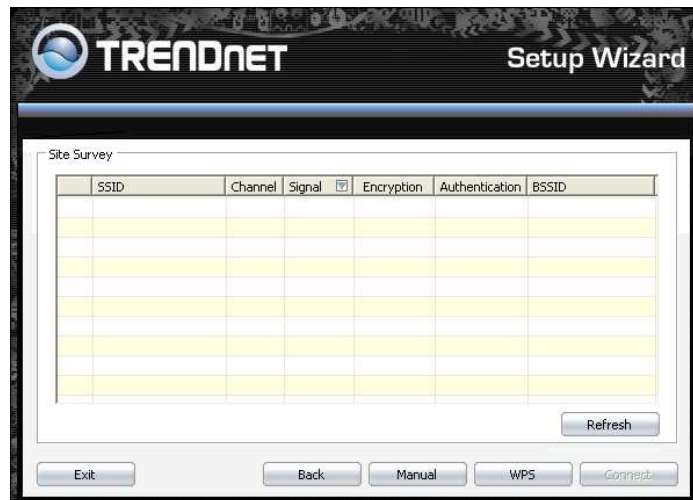 TRENDNET
Setup Wizard
Site Survey
SSID Channel Signal Encryption Authentication BSSID
Refresh
Exit Back Manual WPS Connect